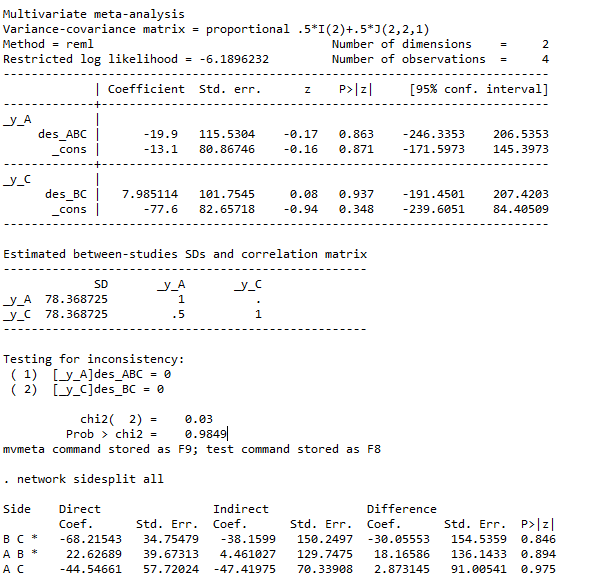 Multivariate meta-analysis
Variance-covariance matrix = proportional .5*I(2)+.5*J(2,2,1)
Method = reml                            Number of dimensions    =     2
Restricted log likelihood = -6.1896232   Number of observations  =     4
------------------------------------------------------------------------------
             | Coefficient  Std. err.      z    P>|z|     [95% conf. interval]
-------------+----------------------------------------------------------------
_y_A         |
     des_ABC |      -19.9   115.5304    -0.17   0.863    -246.3353    206.5353
       _cons |      -13.1   80.86746    -0.16   0.871    -171.5973    145.3973
-------------+----------------------------------------------------------------
_y_C         |
      des_BC |   7.985114   101.7545     0.08   0.937    -191.4501    207.4203
       _cons |      -77.6   82.65718    -0.94   0.348    -239.6051    84.40509
------------------------------------------------------------------------------
Estimated between-studies SDs and correlation matrix
----------------------------------------------------
             SD       _y_A       _y_C
_y_A  78.368725          1          .
_y_C  78.368725         .5          1
----------------------------------------------------
Testing for inconsistency:
 ( 1)  [_y_A]des_ABC = 0
 ( 2)  [_y_C]des_BC = 0
           chi2(  2) =    0.03
         Prob > chi2 =    0.9849
mvmeta command stored as F9; test command stored as F8
. network sidesplit all
Side    Direct               Indirect             Difference
        Coef.     Std. Err.  Coef.     Std. Err.  Coef.     Std. Err.  P>|z|
B C *   -68.21543  34.75479   -38.1599  150.2497 -30.05553  154.5359  0.846
A B *    22.62689  39.67313   4.461027  129.7475  18.16586  136.1433  0.894
A C     -44.54661  57.72024  -47.41975  70.33908  2.873145  91.00541  0.975